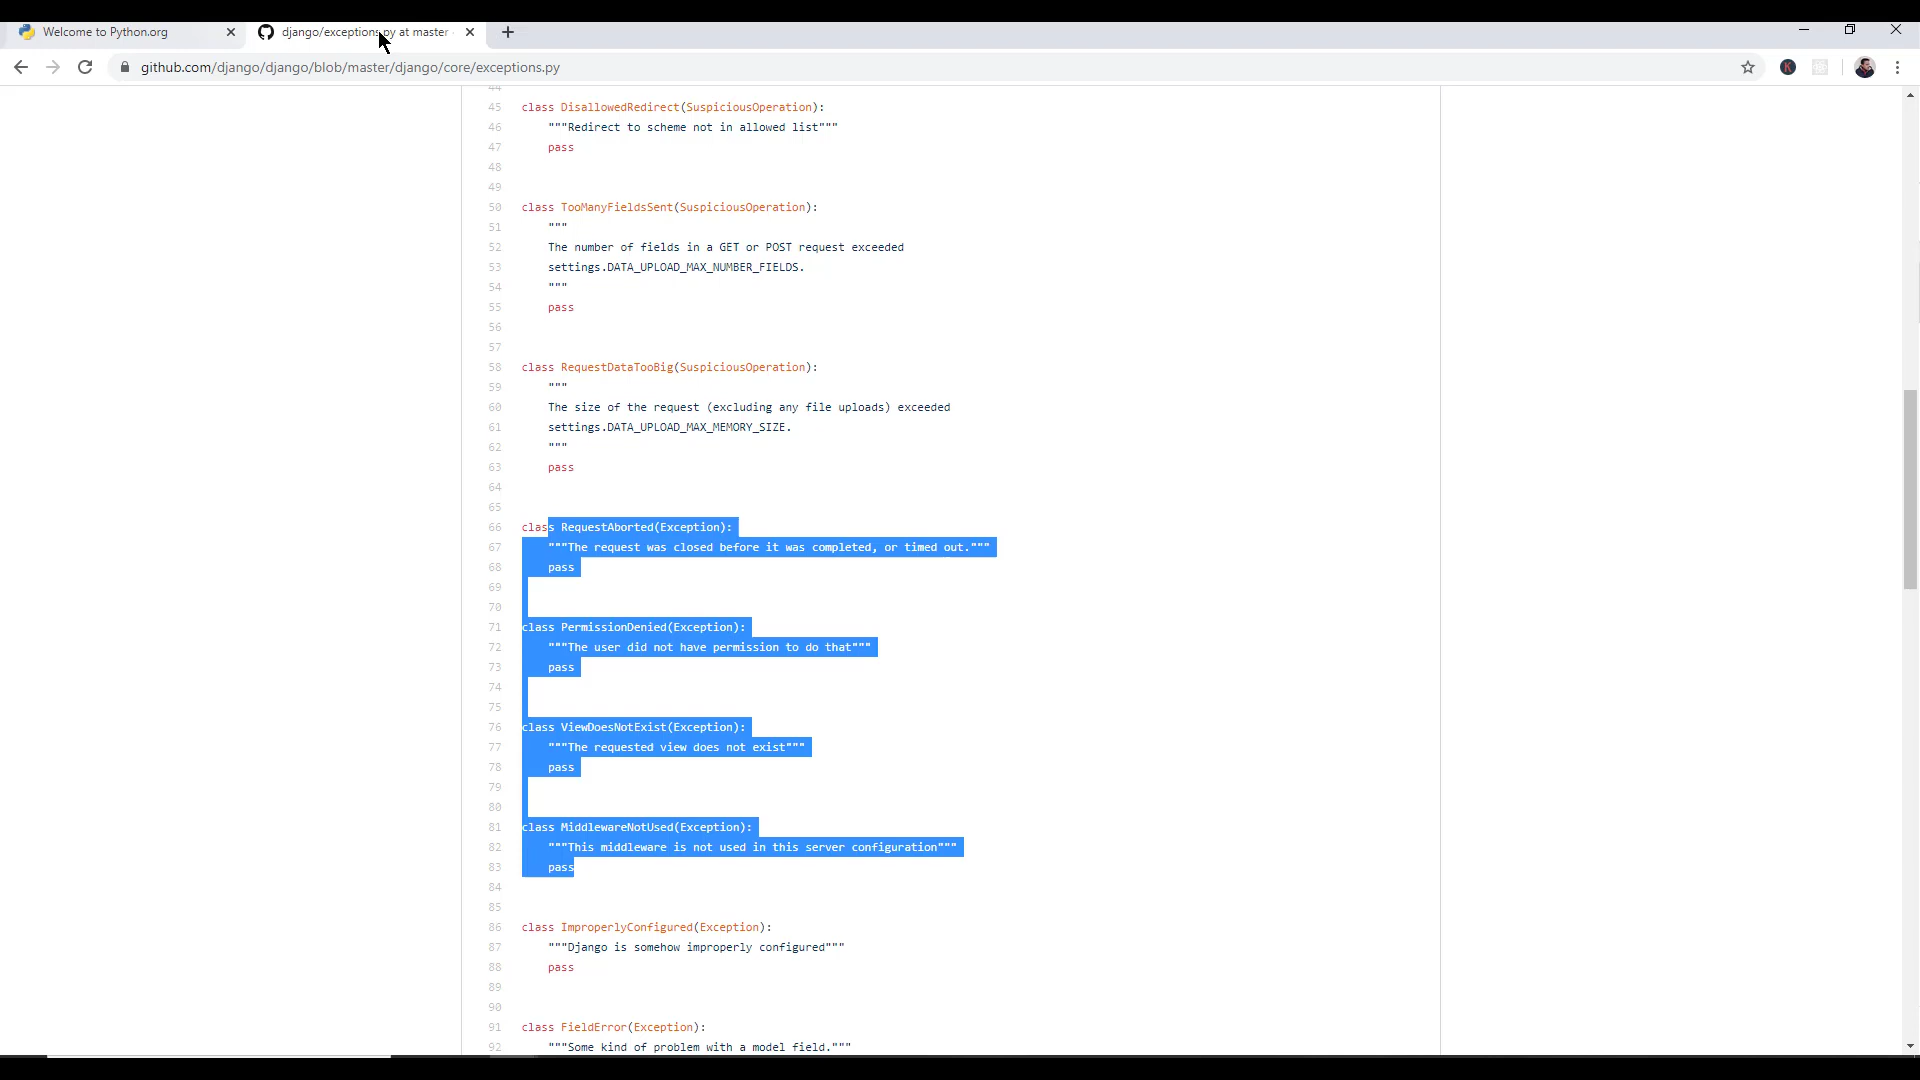 Welcome to Python.org
django/exceptions.py at master
github.com/django/django/blob/master/django/core/exceptions.py
K
44
45 class DisallowedRedirect(SuspiciousOperation):
46     """Redirect to scheme not in allowed list"""
47     pass
48
49
50 class TooManyFieldsSent(SuspiciousOperation):
51     """
52     The number of fields in a GET or POST request exceeded
53     settings.DATA_UPLOAD_MAX_NUMBER_FIELDS.
54     """
55     pass
56
57
58 class RequestDataTooBig(SuspiciousOperation):
59     """
60     The size of the request (excluding any file uploads) exceeded
61     settings.DATA_UPLOAD_MAX_MEMORY_SIZE.
62     """
63     pass
64
65
66 class RequestAborted(Exception):
67     """The request was closed before it was completed, or timed out."""
68     pass
69
70
71 class PermissionDenied(Exception):
72     """The user did not have permission to do that"""
73     pass
74
75
76 class ViewDoesNotExist(Exception):
77     """The requested view does not exist"""
78     pass
79
80
81 class MiddlewareNotUsed(Exception):
82     """This middleware is not used in this server configuration"""
83     pass
84
85
86 class ImproperlyConfigured(Exception):
87     """Django is somehow improperly configured"""
88     pass
89
90
91 class FieldError(Exception):
92     """Some kind of problem with a model field."""